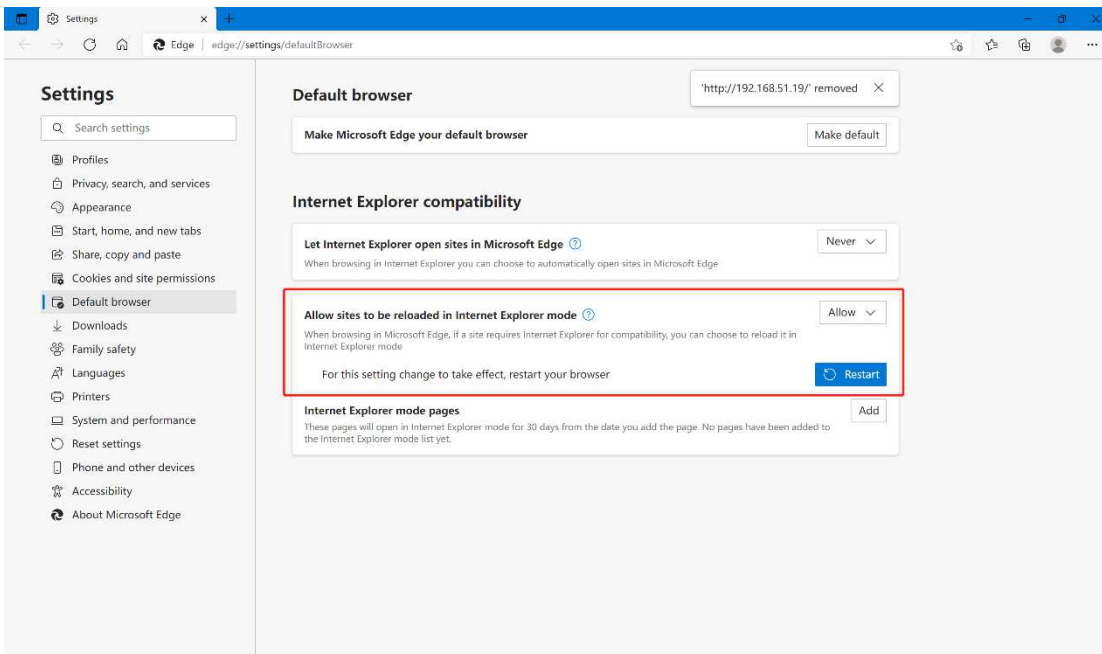 Settings
Edge
edge://settings/defaultBrowser
Settings
Search settings
Profiles
Privacy, search, and services
Appearance
Start, home, and new tabs
Share, copy and paste
Cookies and site permissions
Default browser
Downloads
Family safety
Languages
Printers
System and performance
Reset settings
Phone and other devices
Accessibility
About Microsoft Edge
Default browser
'http://192.168.51.19/' removed
Make Microsoft Edge your default browser
Make default
Internet Explorer compatibility
Let Internet Explorer open sites in Microsoft Edge
Never
When browsing in Internet Explorer you can choose to automatically open sites in Microsoft Edge
Allow sites to be reloaded in Internet Explorer mode
Allow
When browsing in Microsoft Edge, if a site requires Internet Explorer for compatibility, you can choose to reload it in
Internet Explorer mode
For this setting change to take effect, restart your browser
Restart
Internet Explorer mode pages
Add
These pages will open in Internet Explorer mode for 30 days from the date you add the page. No pages have been added to
the Internet Explorer mode list yet.